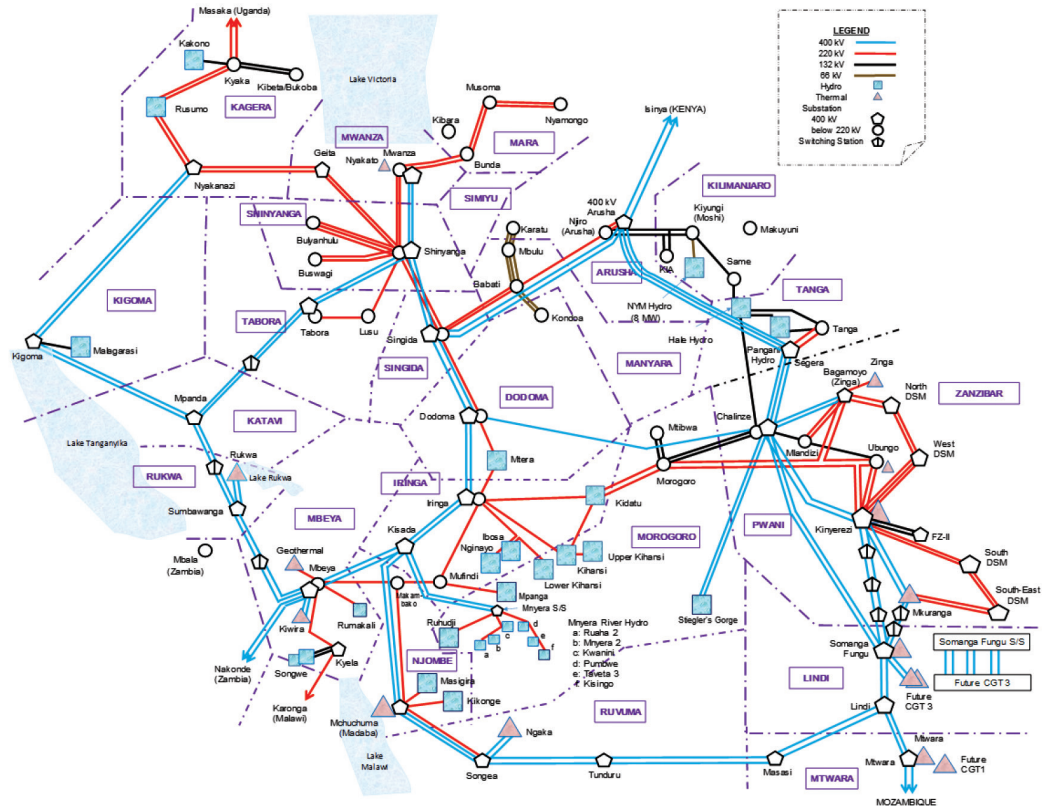 Masaka (Uganda)
Kakono
Kyaka
Kibeta/Bukoba
Rusumo
KAGERA
Lake Victoria
Musoma
Nyamongo
Kibara
MARA
MWANZA
Nyakato
Mwanza
Bunda
Geita
Nyakanazi
SIMIYU
SHINYANGA
Bulyanhulu
Buswagi
Shinyanga
Karatu
Mbulu
Babati
Kondoa
Isinya (KENYA)
KILIMANJARO
400 kV
Arusha
Njiro
(Arusha)
Kiyungi
(Moshi)
Makuyuni
KIA
Same
ARUSHA
NYM Hydro
(8 MW)
TANGA
Hale Hydro
Tanga
Pangani
Hydro
Segera
LEGEND
400 kV
220 kV
132 kV
66 kV
Hydro
Thermal
Substation
400 kV
below 220 kV
Switching Station
KIGOMA
Kigoma
Malagarasi
TABORA
Tabora
Lusu
Singida
SINGIDA
MANYARA
DODOMA
Dodoma
Mpanda
KATAVI
Lake Tanganyika
RUKWA
Rukwa
Lake Rukwa
Sumbawanga
Mbala
(Zambia)
MBEYA
Geothermal
Mbeya
Kiwira
Rumakali
Nakonde
(Zambia)
Songwe
Kyela
Karonga
(Malawi)
IRINGA
Mtera
Iringa
Kisada
Ibosa
Nginayo
Lower Kihansi
Kihansi
Upper Kihansi
Kidatu
Mtibwa
Morogoro
MOROGORO
Chalinze
Mlandizi
Ubungo
Bagamoyo
(Zinga)
Zinga
North
DSM
ZANZIBAR
West
DSM
PWANI
Kinyerezi
FZ-II
South
DSM
South-East
DSM
Mkuranga
Stiegler's Gorge
Makam
bako
Mufindi
Mpanga
Mnyera S/S
Ruhudji
a
b
c
d
e
f
Mnyera River Hydro
a: Ruaha 2
b: Mnyera 2
c: Kwanini
d: Pumbwe
e: Taveta 3
f: Kisingo
NJOMBE
Masigira
Kikonge
Mchuchuma
(Madaba)
Lake
Malawi
RUVUMA
Ngaka
Songea
Tunduru
Masasi
Somanga
Fungu
Somanga Fungu S/S
Future CGT 3
Future
CGT 3
LINDI
Lindi
MTWARA
Mtwara
Mtwara
Future
CGT1
MOZAMBIQUE